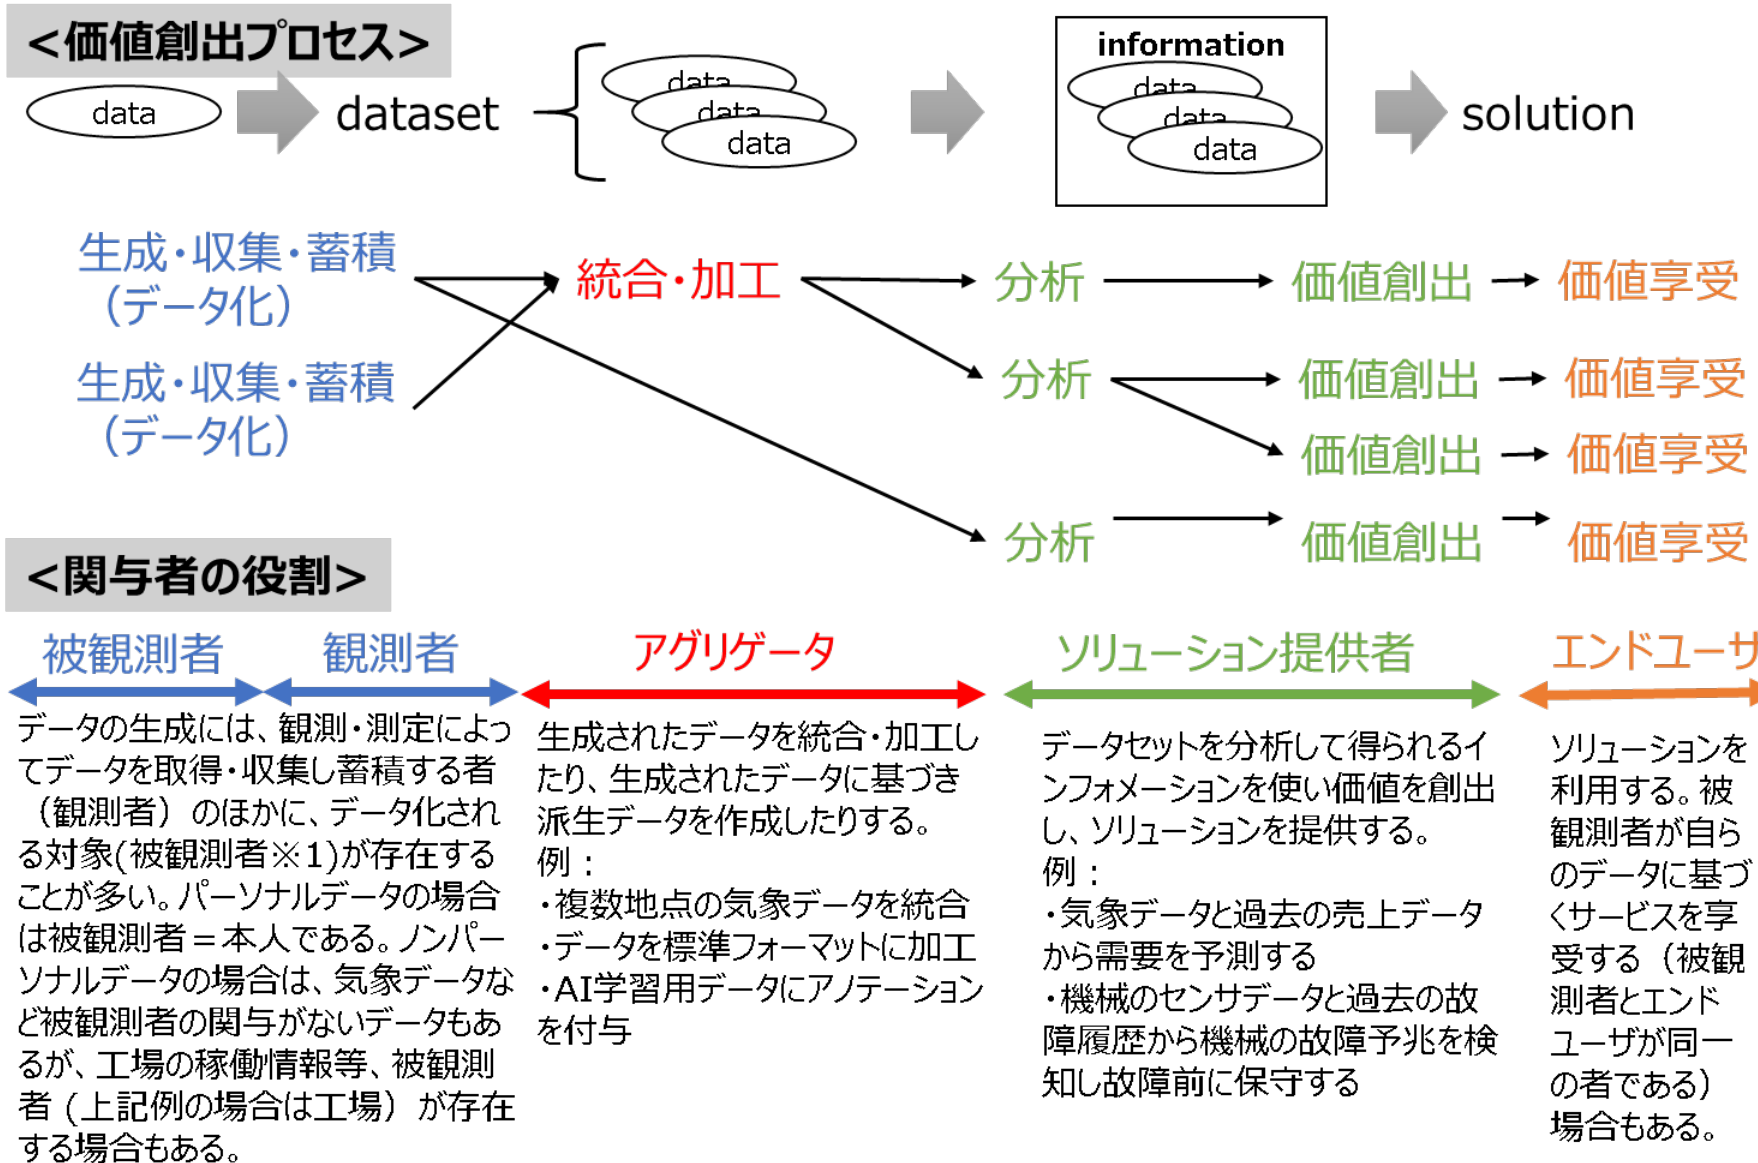 <価値創出プロセス>
data
dataset
data
data
data
information
data
data
data
solution
生成・収集・蓄積
（データ化）
統合・加工
分析
価値創出
価値享受
生成・収集・蓄積
（データ化）
分析
価値創出
価値享受
価値創出
価値享受
分析
価値創出
価値享受
<関与者の役割>
被観測者
観測者
アグリゲータ
ソリューション提供者
エンドユーザ
データの生成には、観測・測定によっ
てデータを取得・収集し蓄積する者
（観測者）のほかに、データ化され
る対象(被観測者※1)が存在する
ことが多い。パーソナルデータの場合
は被観測者＝本人である。ノンパー
ソナルデータの場合は、気象データな
ど被観測者の関与がないデータもあ
るが、工場の稼働情報等、被観測
者 (上記例の場合は工場）が存在
する場合もある。
生成されたデータを統合・加工し
たり、生成されたデータに基づき
派生データを作成したりする。
例：
・複数地点の気象データを統合
・データを標準フォーマットに加工
・AI学習用データにアノテーション
を付与
データセットを分析して得られるイ
ンフォメーションを使い価値を創出
し、ソリューションを提供する。
例：
・気象データと過去の売上データ
から需要を予測する
・機械のセンサデータと過去の故
障履歴から機械の故障予兆を検
知し故障前に保守する
ソリューションを
利用する。被
観測者が自ら
のデータに基づ
くサービスを享
受する（被観
測者とエンド
ユーザが同一
の者である）
場合もある。